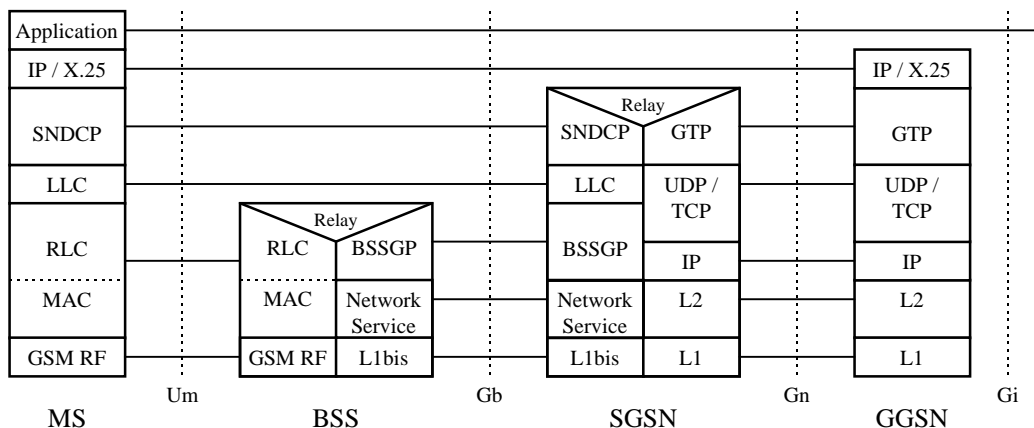 Application
IP / X.25
IP / X.25
Relay
SNDCP
SNDCP
GTP
GTP
LLC
LLC
UDP /
TCP
UDP /
TCP
Relay
RLC
RLC
BSSGP
BSSGP
IP
IP
MAC
MAC
Network
Service
Network
Service
L2
L2
GSM RF
GSM RF
L1bis
L1bis
L1
L1
Um
Gb
Gn
Gi
MS
BSS
SGSN
GGSN